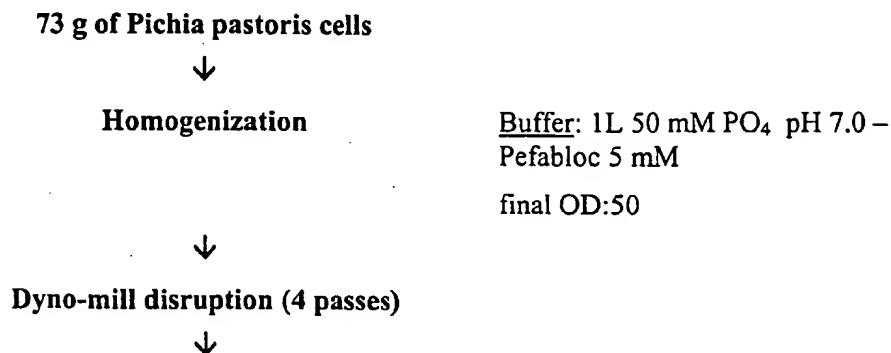 73 g of Pichia pastoris cells
↓
Homogenization
Buffer: 1L 50 mM PO₄ pH 7.0 –
Pefabloc 5 mM
final OD:50
↓
Dyno-mill disruption (4 passes)
↓